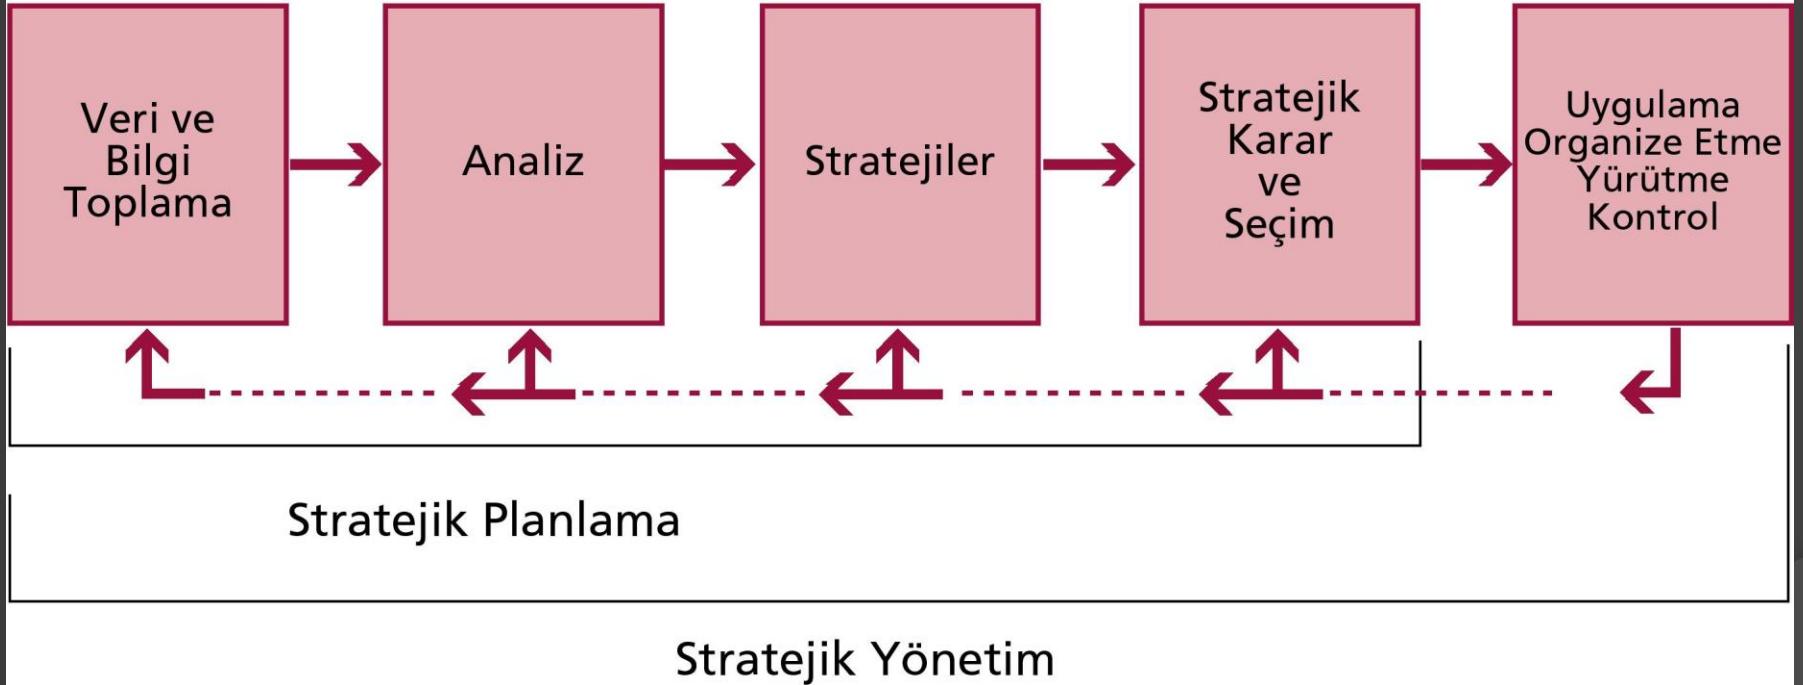 Veri ve
Bilgi
Toplama
Analiz
Stratejiler
Stratejik
Karar
ve
Seçim
Uygulama
Organize Etme
Yürütme
Kontrol
Stratejik Planlama
Stratejik Yönetim